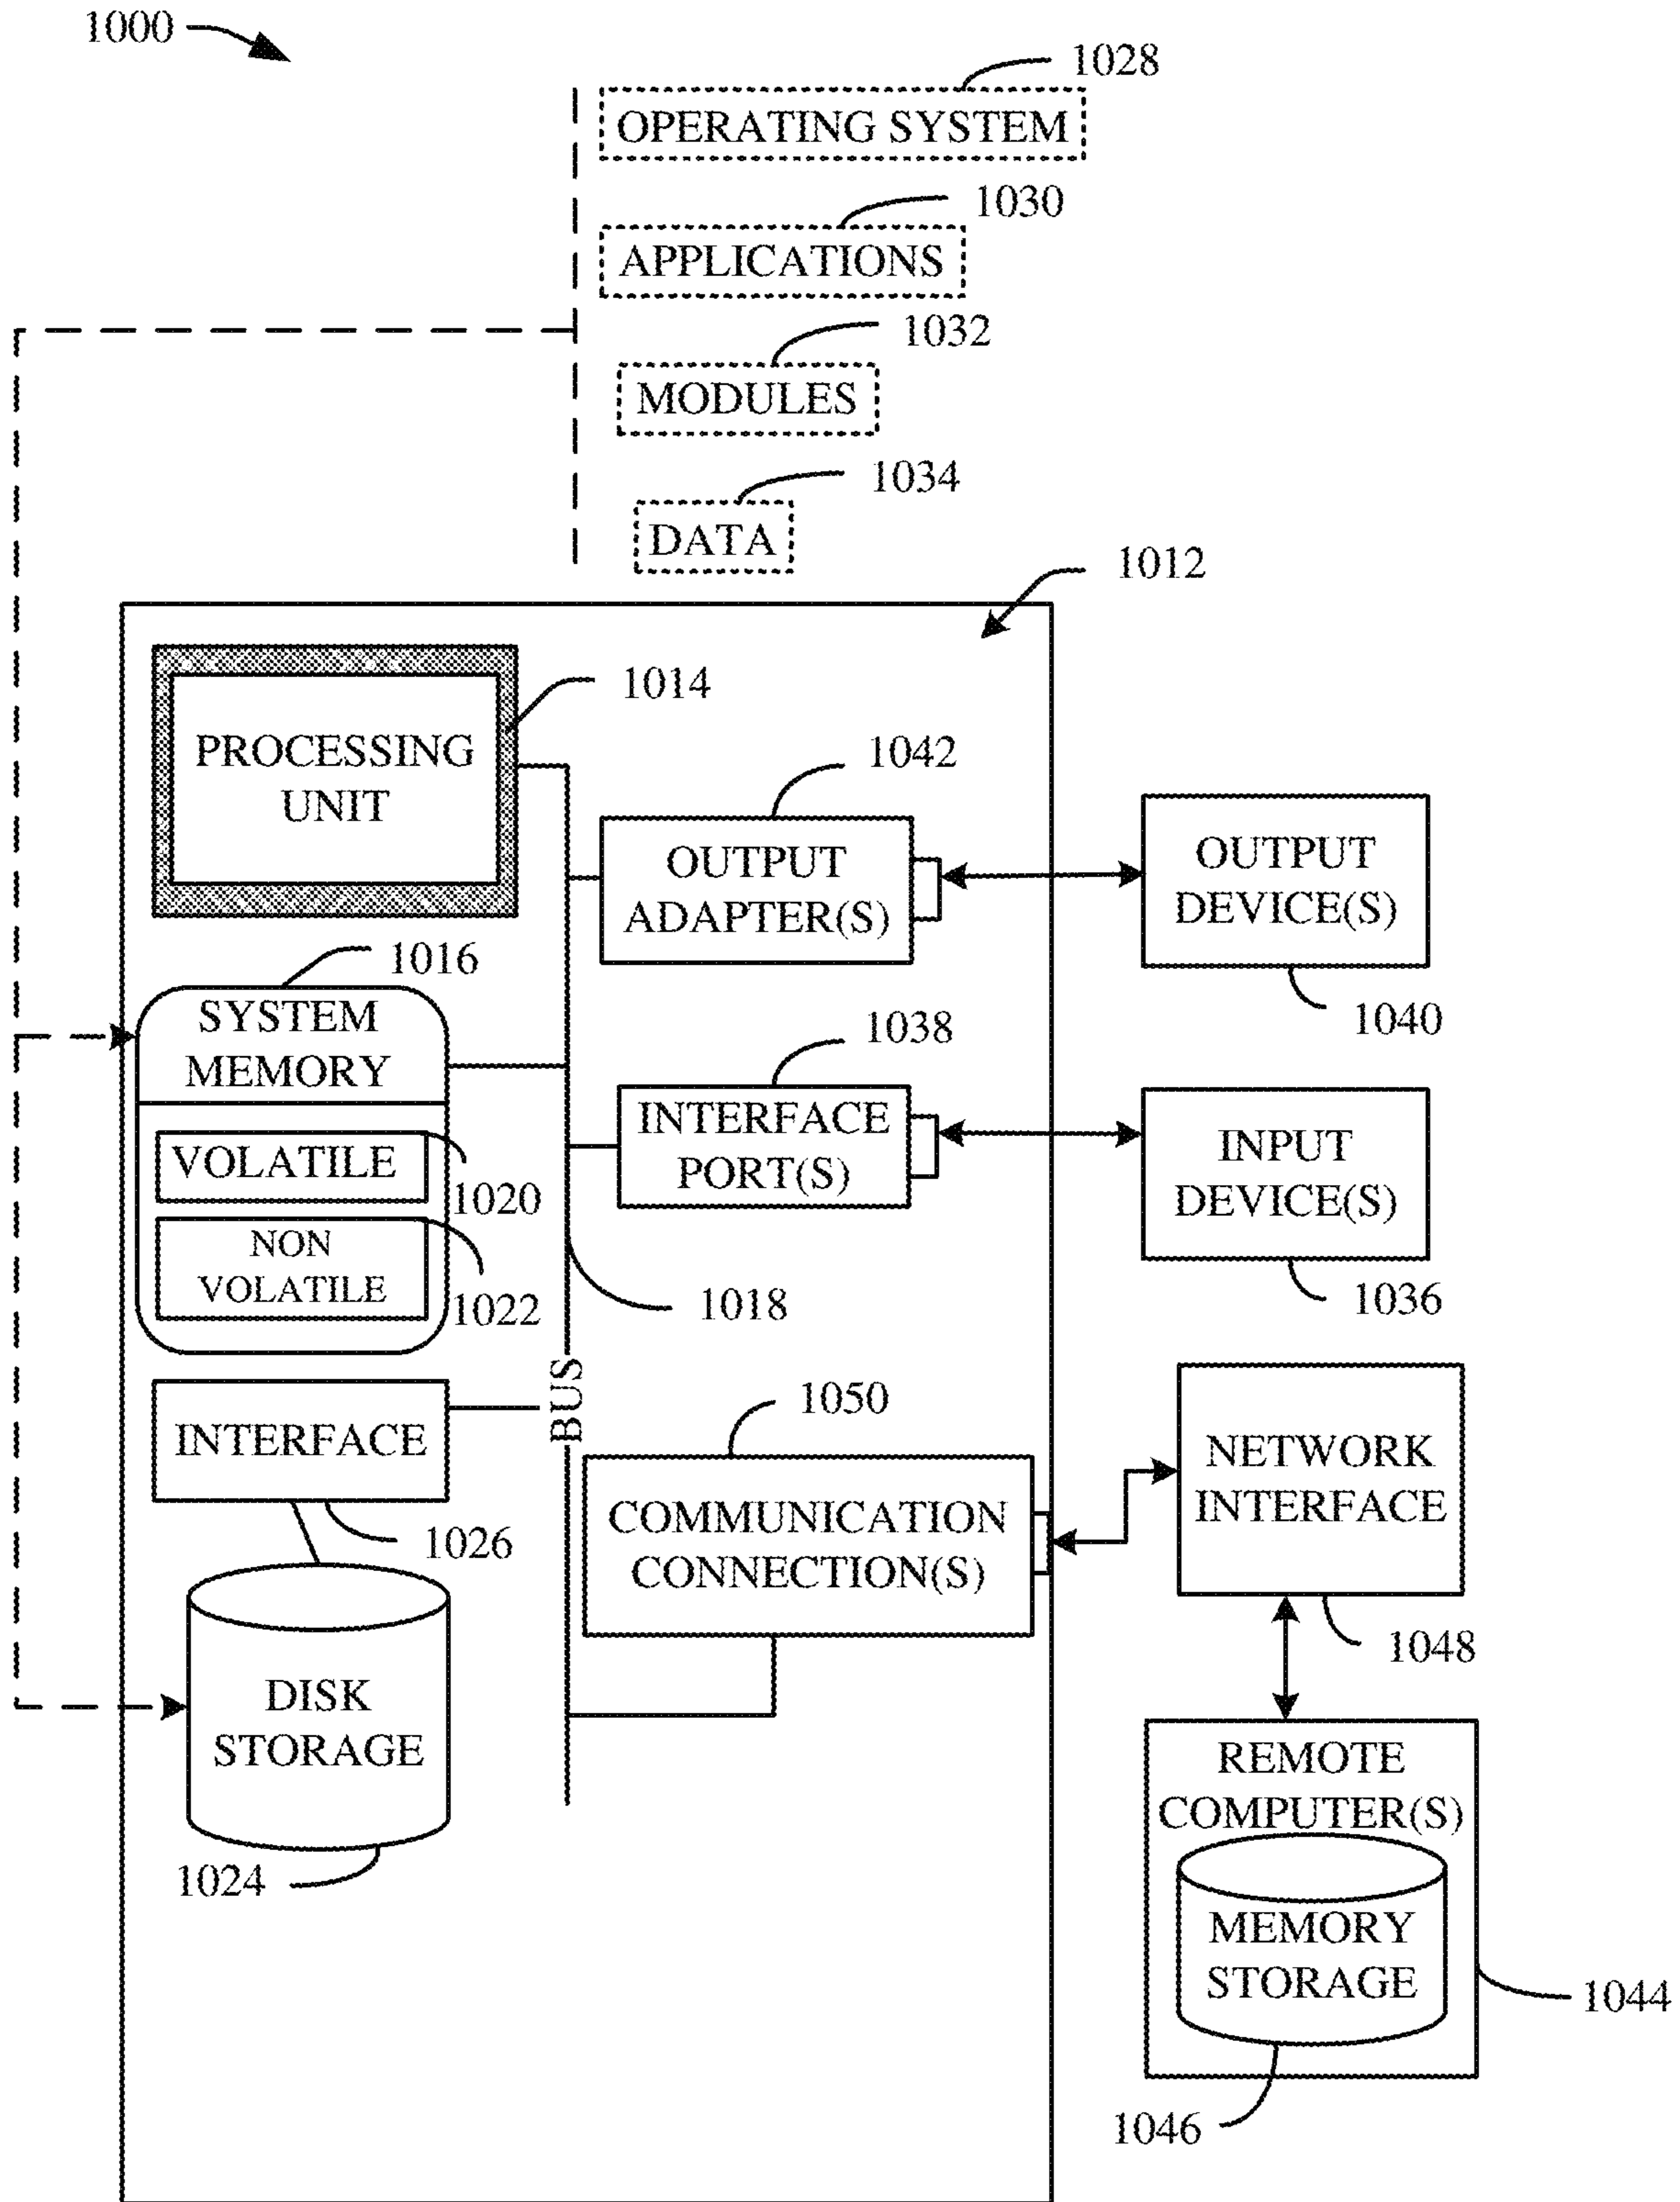 1000
1028
OPERATING SYSTEM
1030
APPLICATIONS
1032
MODULES
1034
DATA
1012
PROCESSING
UNIT
1014
1042
OUTPUT
ADAPTER(S)
OUTPUT
DEVICE(S)
1040
1016
SYSTEM
MEMORY
VOLATILE
1020
NON
VOLATILE
1022
1038
INTERFACE
PORT(S)
INPUT
DEVICE(S)
1036
1018
BUS
INTERFACE
1026
1050
COMMUNICATION
CONNECTION(S)
NETWORK
INTERFACE
1048
DISK
STORAGE
1024
REMOTE
COMPUTER(S)
MEMORY
STORAGE
1044
1046